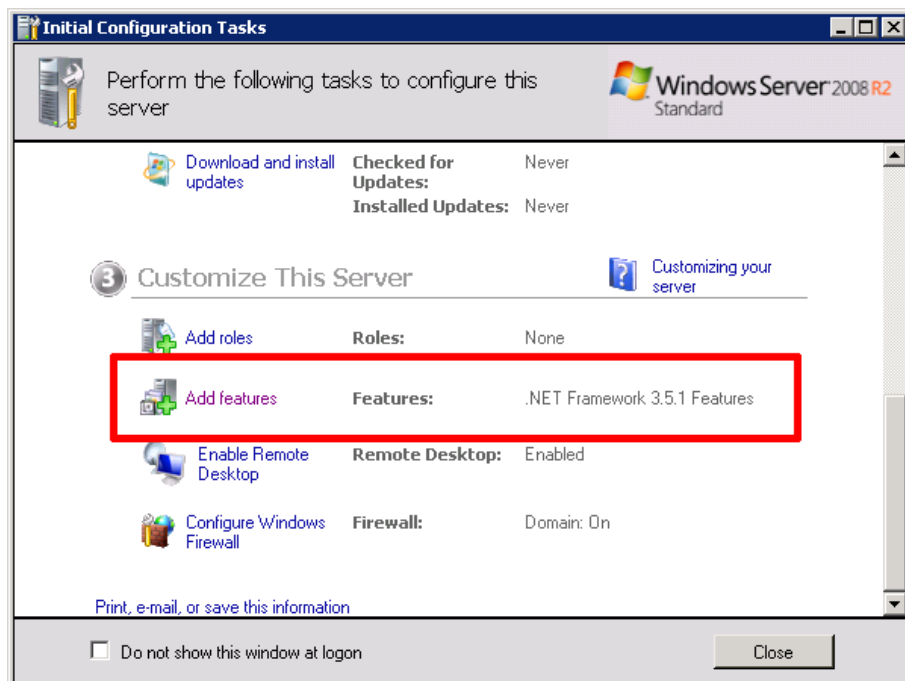 Initial Configuration Tasks
Perform the following tasks to configure this
server
Windows Server 2008 R2
Standard
Download and install
updates
Checked for
Updates:
Never
Installed Updates:
Never
3
Customize This Server
Customizing your
server
Add roles
Roles:
None
Add features
Features:
.NET Framework 3.5.1 Features
Enable Remote
Desktop
Remote Desktop:
Enabled
Configure Windows
Firewall
Firewall:
Domain: On
Print, e-mail, or save this information
Do not show this window at logon
Close